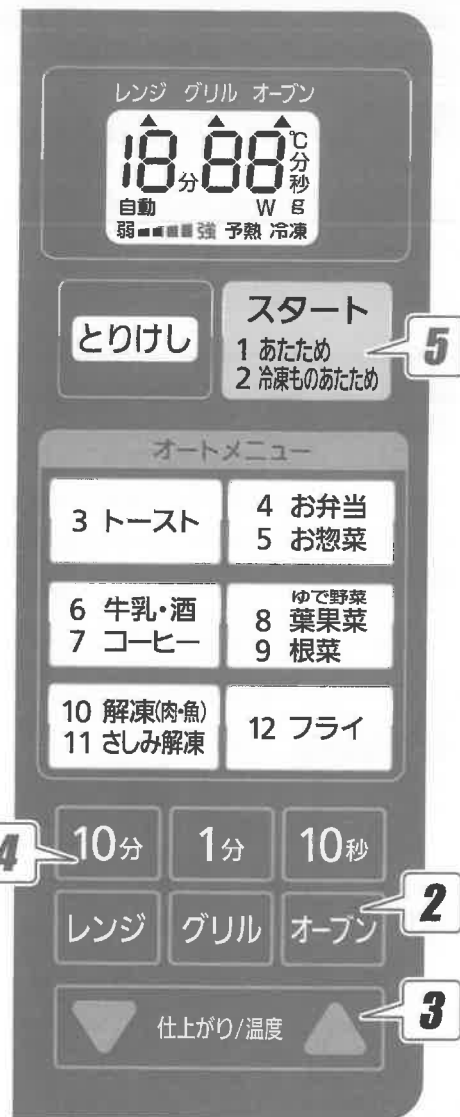 レンジ グリル オーブン
18分88℃分秒
自動 W g
弱 強 予熱 冷凍
とりけし
スタート
1 あたため
2 冷凍ものあたため
5
オートメニュー
3 トースト
4 お弁当
5 お惣菜
6 牛乳・酒
7 コーヒー
ゆで野菜
8 葉果菜
9 根菜
10 解凍(肉・魚)
11 さしみ解凍
12 フライ
4
10分 1分 10秒
レンジ グリル オーブン
2
仕上がり/温度
3